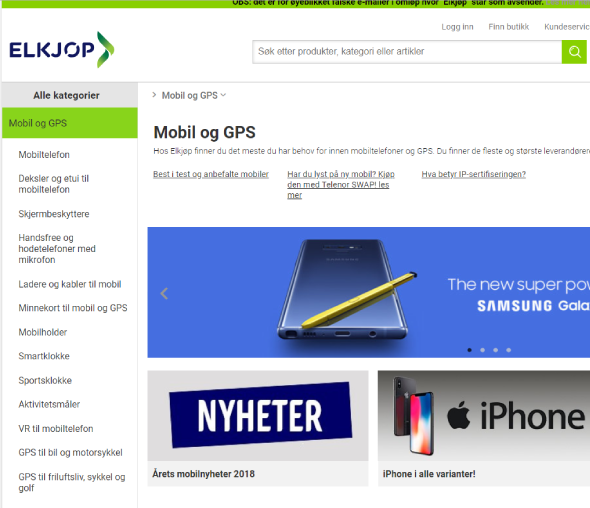 OBS: det er for øyeblikket falske e-mailer i omløp hvor "Elkjøp" står som avsender.
Logg inn Finn butikk Kundeservic
ELKJØP
Søk etter produkter, kategori eller artikler
Alle kategorier
Mobil og GPS
Mobil og GPS
Mobil og GPS
Hos Elkjøp finner du det meste du har behov for innen mobiltelefoner og GPS. Du finner de fleste og største leverandøre
Best i test og anbefalte mobiler
Har du lyst på ny mobil? Kjøp
den med Telenor SWAP! les
mer
Hva betyr IP-sertifiseringen?
Mobiltelefon
Deksler og etui til
mobiltelefon
Skjermbeskyttere
Handsfree og
hodetelefoner med
mikrofon
Ladere og kabler til mobil
Minnekort til mobil og GPS
Mobilholder
Smartklokke
Sportsklokke
Aktivitetsmåler
VR til mobiltelefon
GPS til bil og motorsykkel
GPS til friluftsliv, sykkel og
golf
The new super pow
SAMSUNG Gala
NYHETER
Årets mobilnyheter 2018
iPhone
iPhone i alle varianter!